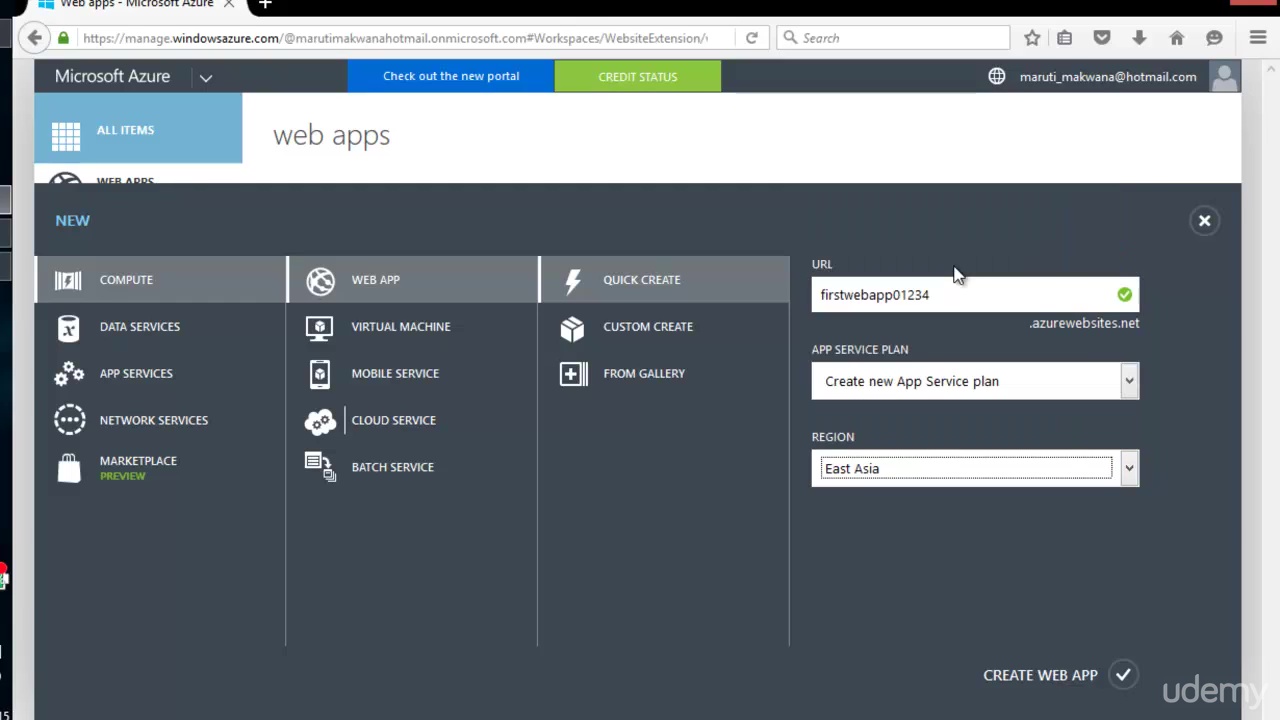 Web apps - Microsoft Azure
https://manage.windowsazure.com/@marutimakwanahotmail.onmicrosoft.com#Workspaces/WebsiteExtension/
Search
Microsoft Azure
Check out the new portal
CREDIT STATUS
maruti_makwana@hotmail.com
ALL ITEMS
web apps
WEB APPS
NEW
COMPUTE
DATA SERVICES
APP SERVICES
NETWORK SERVICES
MARKETPLACE
PREVIEW
WEB APP
VIRTUAL MACHINE
MOBILE SERVICE
CLOUD SERVICE
BATCH SERVICE
QUICK CREATE
CUSTOM CREATE
FROM GALLERY
URL
firstwebapp01234
.azurewebsites.net
APP SERVICE PLAN
Create new App Service plan
REGION
East Asia
CREATE WEB APP
udemy